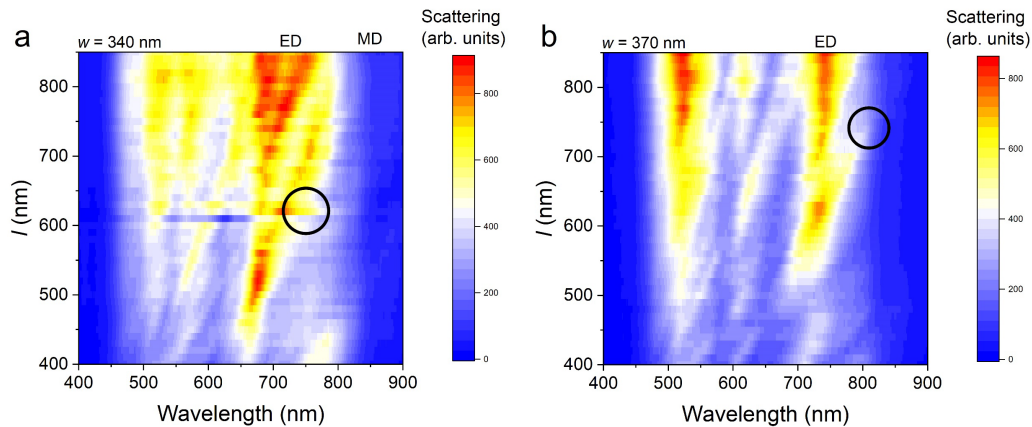 a
w = 340 nm
ED
MD
Scattering
(arb. units)
800
700
600
500
400
l (nm)
400 500 600 700 800 900
Wavelength (nm)
800
600
400
200
0
b
w = 370 nm
ED
Scattering
(arb. units)
800
700
600
500
400
l (nm)
400 500 600 700 800 900
Wavelength (nm)
800
600
400
200
0